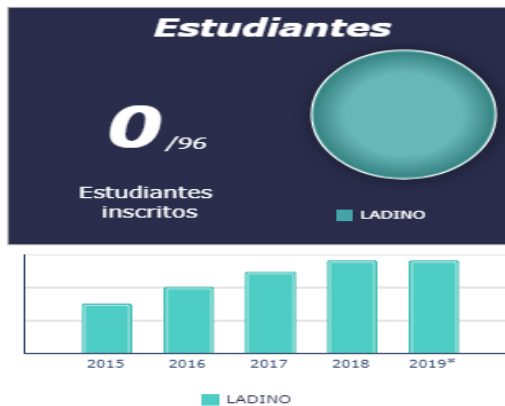 Estudiantes
0/96
Estudiantes
inscritos
LADINO
2015 2016 2017 2018 2019*
LADINO